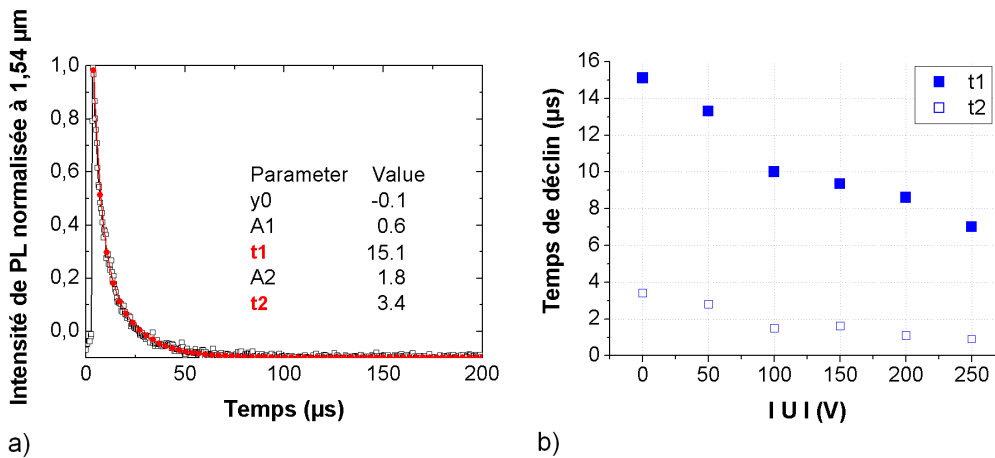 Intensité de PL normalisée à 1,54 µm
1,0
0,8
0,6
0,4
0,2
0,0
Parameter Value
y0 -0.1
A1 0.6
t1 15.1
A2 1.8
t2 3.4
0 50 100 150 200
Temps (µs)
a)
Temps de déclin (µs)
16
14
12
10
8
6
4
2
0
t1
t2
0 50 100 150 200 250
I U I (V)
b)